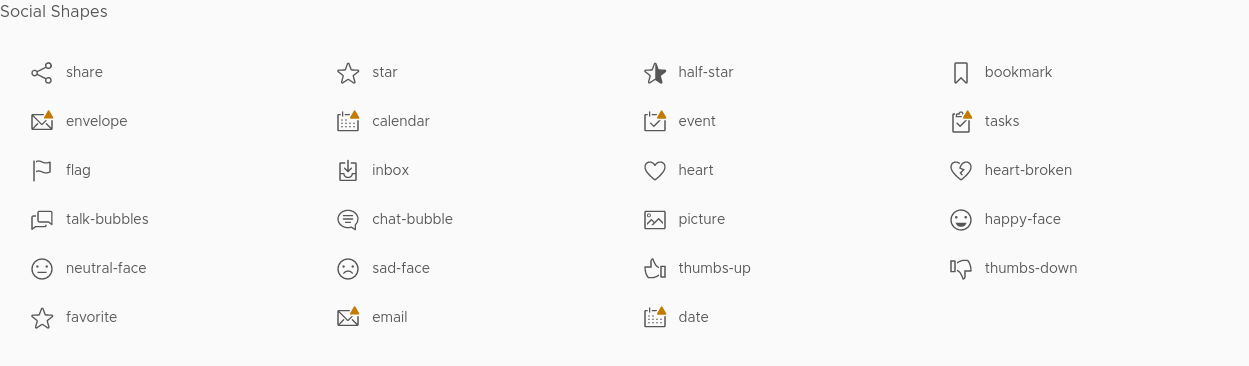 Social Shapes
share star half-star bookmark
envelope calendar event tasks
flag inbox heart heart-broken
talk-bubbles chat-bubble picture happy-face
neutral-face sad-face thumbs-up thumbs-down
favorite email date